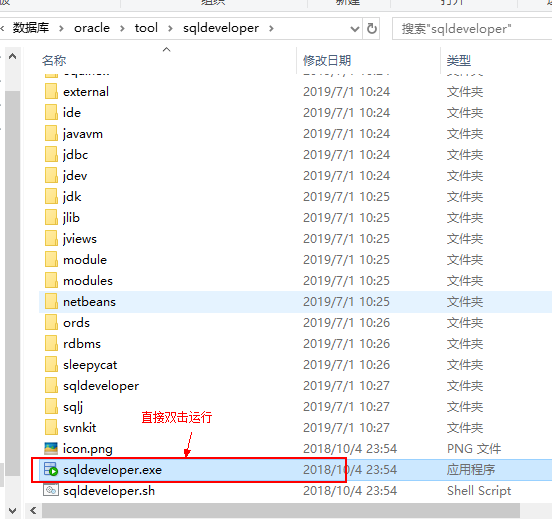 组织
新建
打开
数据库 > oracle > tool > sqldeveloper >
搜索"sqldeveloper"
名称 修改日期 类型
external 2019/7/1 10:24 文件夹
ide 2019/7/1 10:24 文件夹
javavm 2019/7/1 10:24 文件夹
jdbc 2019/7/1 10:24 文件夹
jdev 2019/7/1 10:24 文件夹
jdk 2019/7/1 10:25 文件夹
jlib 2019/7/1 10:25 文件夹
jviews 2019/7/1 10:25 文件夹
module 2019/7/1 10:25 文件夹
modules 2019/7/1 10:25 文件夹
netbeans 2019/7/1 10:25 文件夹
ords 2019/7/1 10:26 文件夹
rdbms 2019/7/1 10:26 文件夹
sleepycat 2019/7/1 10:26 文件夹
sqldeveloper 2019/7/1 10:27 文件夹
sqlj 2019/7/1 10:27 文件夹
直接双击运行
svnkit 2019/7/1 10:27 文件夹
icon.png 2018/10/4 23:54 PNG 文件
sqldeveloper.exe 2018/10/4 23:54 应用程序
sqldeveloper.sh 2018/10/4 23:54 Shell Script